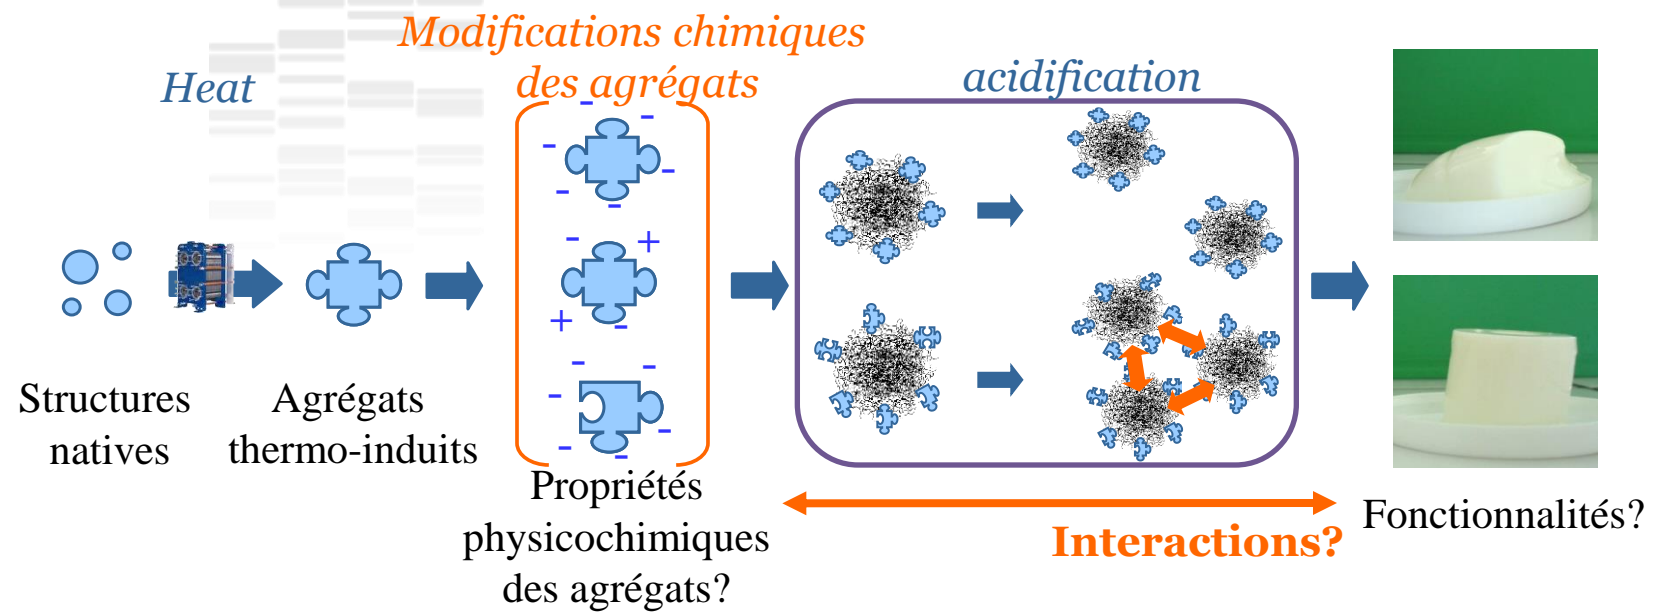 Modifications chimiques
des agrégats
Heat
acidification
- - - - - -
- + + -
- - - - - -
Structures
natives
Agrégats
thermo-induits
Propriétés
physicochimiques
des agrégats?
Interactions?
Fonctionnalités?